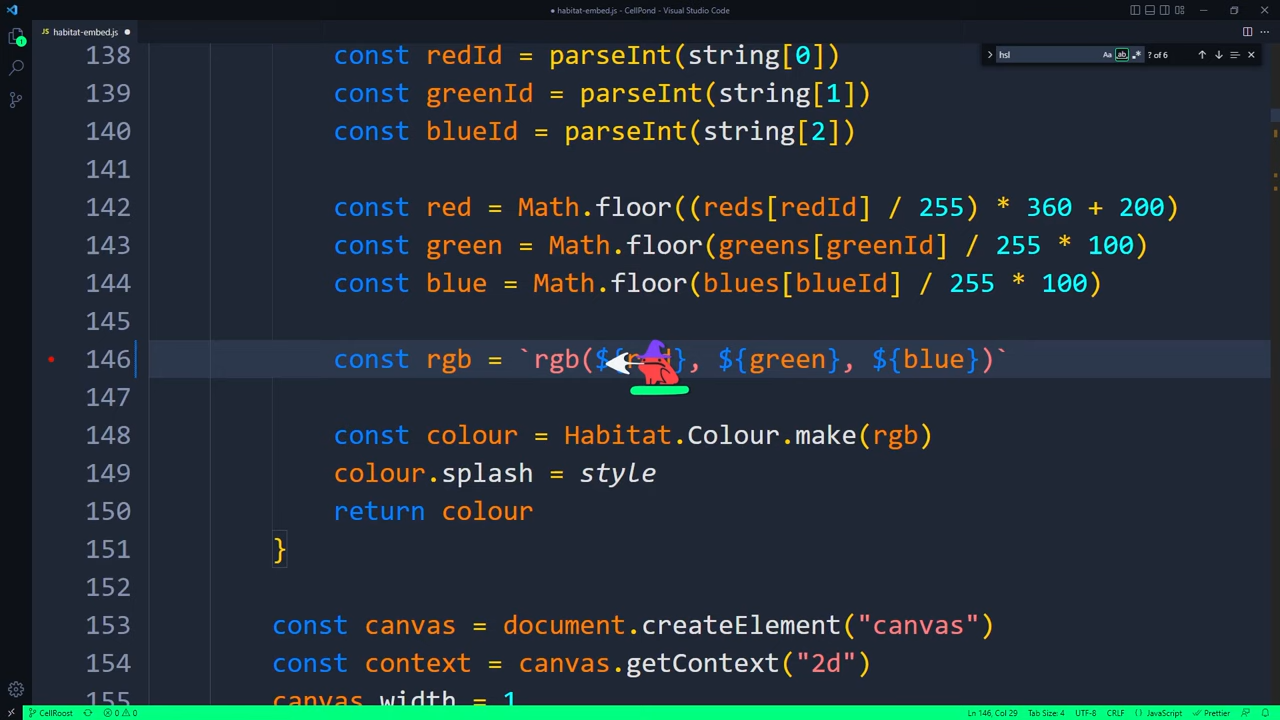 habitat-embed.js - CellPond - Visual Studio Code
JS habitat-embed.js
hsl ? of 6
138 const redId = parseInt(string[0])
139 const greenId = parseInt(string[1])
140 const blueId = parseInt(string[2])
141
142 const red = Math.floor((reds[redId] / 255) * 360 + 200)
143 const green = Math.floor(greens[greenId] / 255 * 100)
144 const blue = Math.floor(blues[blueId] / 255 * 100)
145
146 const rgb = `rgb(${red}, ${green}, ${blue})`
147
148 const colour = Habitat.Colour.make(rgb)
149 colour.splash = style
150 return colour
151 }
152
153 const canvas = document.createElement("canvas")
154 const context = canvas.getContext("2d")
155 canvas.width = 1
CellRoost 0 0 Ln 146, Col 29 Tab Size: 4 UTF-8 CRLF {} JavaScript Prettier